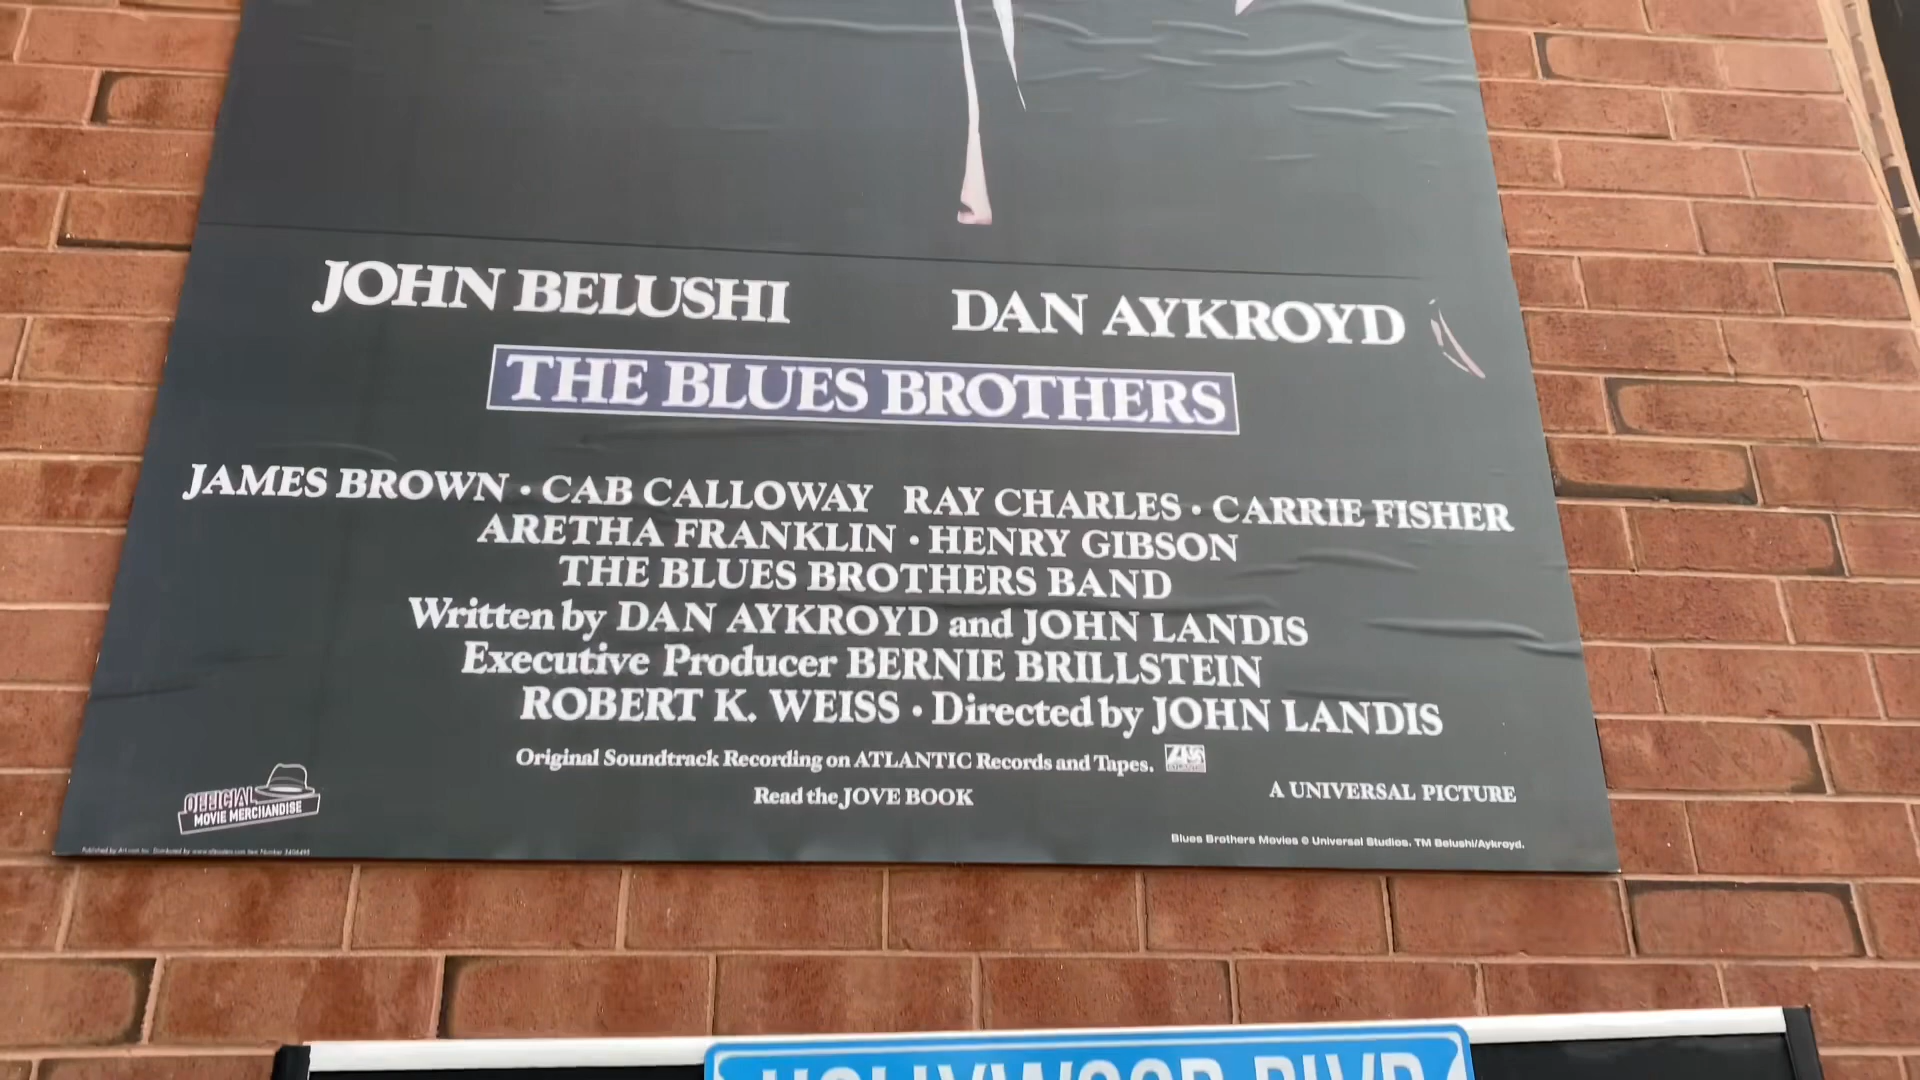 JOHN BELUSHI DAN AYKROYD
THE BLUES BROTHERS
JAMES BROWN · CAB CALLOWAY RAY CHARLES · CARRIE FISHER
ARETHA FRANKLIN · HENRY GIBSON
THE BLUES BROTHERS BAND
Written by DAN AYKROYD and JOHN LANDIS
Executive Producer BERNIE BRILLSTEIN
ROBERT K. WEISS · Directed by JOHN LANDIS
Original Soundtrack Recording on ATLANTIC Records and Tapes.
Read the JOVE BOOK
A UNIVERSAL PICTURE
OFFICIAL
MOVIE MERCHANDISE
Blues Brothers Movies © Universal Studios. TM Belushi/Aykroyd.
HOLLYWOOD BLVD